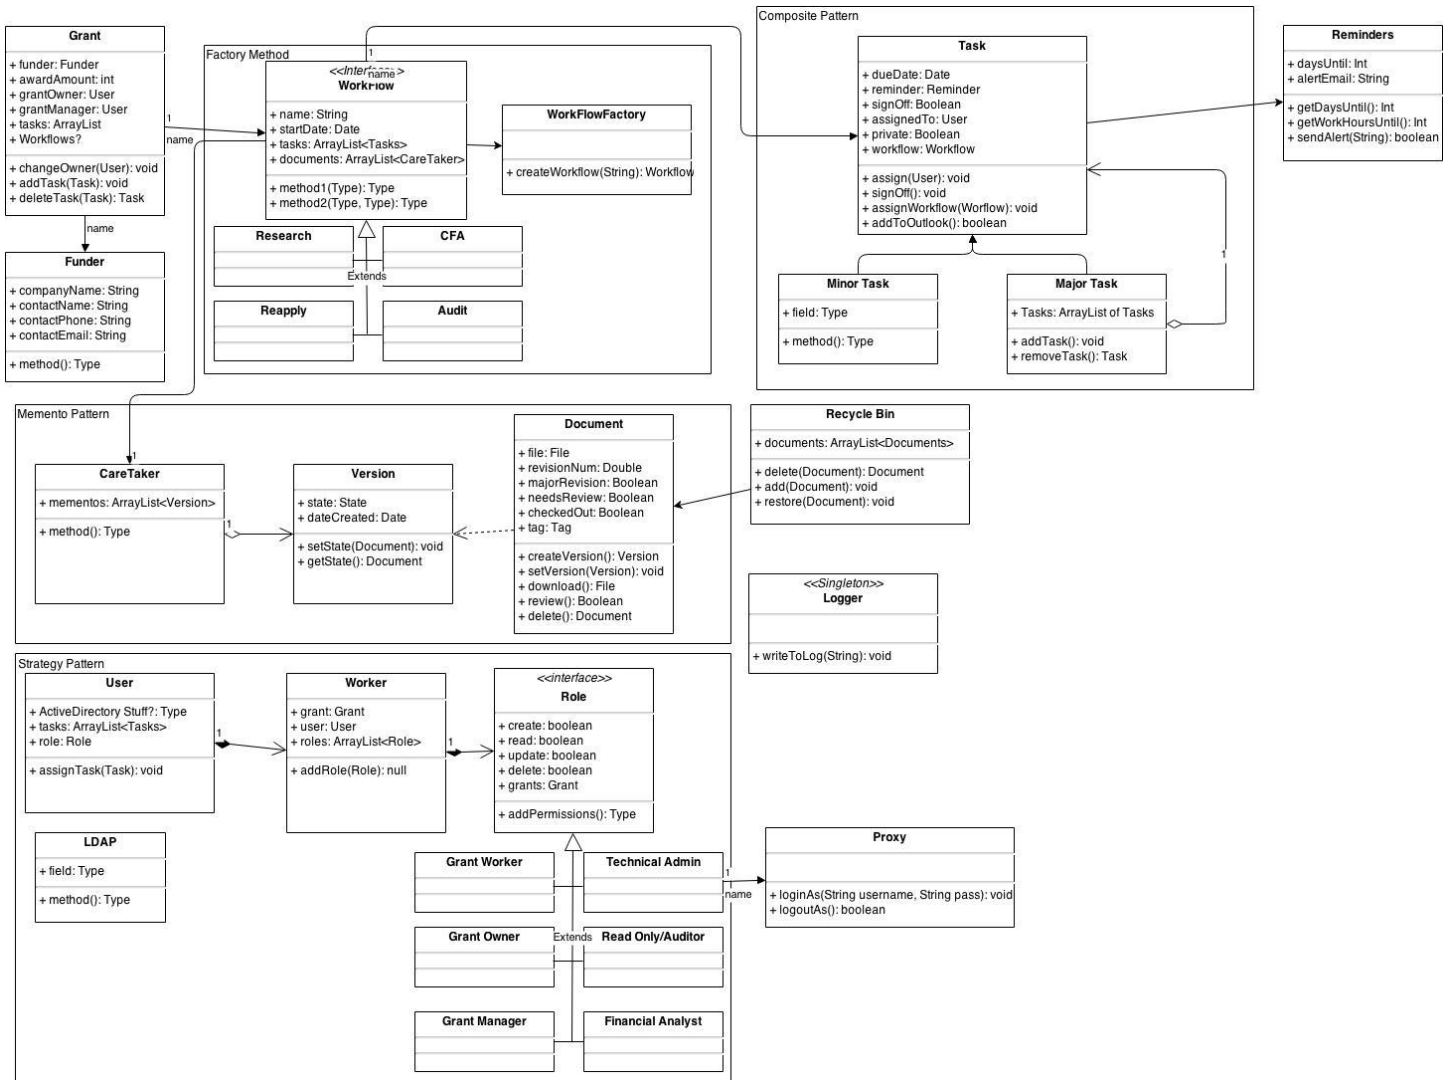 Grant
+ funder: Funder
+ awardAmount: int
+ grantOwner: User
+ grantManager: User
+ tasks: ArrayList
+ Workflows?
+ changeOwner(User): void
+ addTask(Task): void
+ deleteTask(Task): Task
1
name
name
Funder
+ companyName: String
+ contactName: String
+ contactPhone: String
+ contactEmail: String
+ method(): Type
Factory Method
1
name
WorkFlow
+ name: String
+ startDate: Date
+ tasks: ArrayList<Tasks>
+ documents: ArrayList<CareTaker>
+ method1(Type): Type
+ method2(Type, Type): Type
WorkFlowFactory
+ createWorkflow(String): Workflow
Research
CFA
Extends
Reapply
Audit
Composite Pattern
Task
+ dueDate: Date
+ reminder: Reminder
+ signOff: Boolean
+ assignedTo: User
+ private: Boolean
+ workflow: Workflow
+ assign(User): void
+ signOff(): void
+ assignWorkflow(Worflow): void
+ addToOutlook(): boolean
1
Minor Task
+ field: Type
+ method(): Type
Major Task
+ Tasks: ArrayList of Tasks
+ addTask(): void
+ removeTask(): Task
Reminders
+ daysUntil: Int
+ alertEmail: String
+ getDaysUntil(): Int
+ getWorkHoursUntil(): Int
+ sendAlert(String): boolean
Memento Pattern
1
CareTaker
+ mementos: ArrayList<Version>
+ method(): Type
1
Version
+ state: State
+ dateCreated: Date
+ setState(Document): void
+ getState(): Document
Document
+ file: File
+ revisionNum: Double
+ majorRevision: Boolean
+ needsReview: Boolean
+ checkedOut: Boolean
+ tag: Tag
+ createVersion(): Version
+ setVersion(Version): void
+ download(): File
+ review(): Boolean
+ delete(): Document
Recycle Bin
+ documents: ArrayList<Documents>
+ delete(Document): Document
+ add(Document): void
+ restore(Document): void
<<Singleton>>
Logger
+ writeToLog(String): void
Strategy Pattern
User
+ ActiveDirectory Stuff?: Type
+ tasks: ArrayList<Tasks>
+ role: Role
+ assignTask(Task): void
1
Worker
+ grant: Grant
+ user: User
+ roles: ArrayList<Role>
+ addRole(Role): null
1
<<interface>>
Role
+ create: boolean
+ read: boolean
+ update: boolean
+ delete: boolean
+ grants: Grant
+ addPermissions(): Type
LDAP
+ field: Type
+ method(): Type
Grant Worker
Technical Admin
1
name
Grant Owner
Extends
Read Only/Auditor
Grant Manager
Financial Analyst
Proxy
+ loginAs(String username, String pass): void
+ logoutAs(): boolean